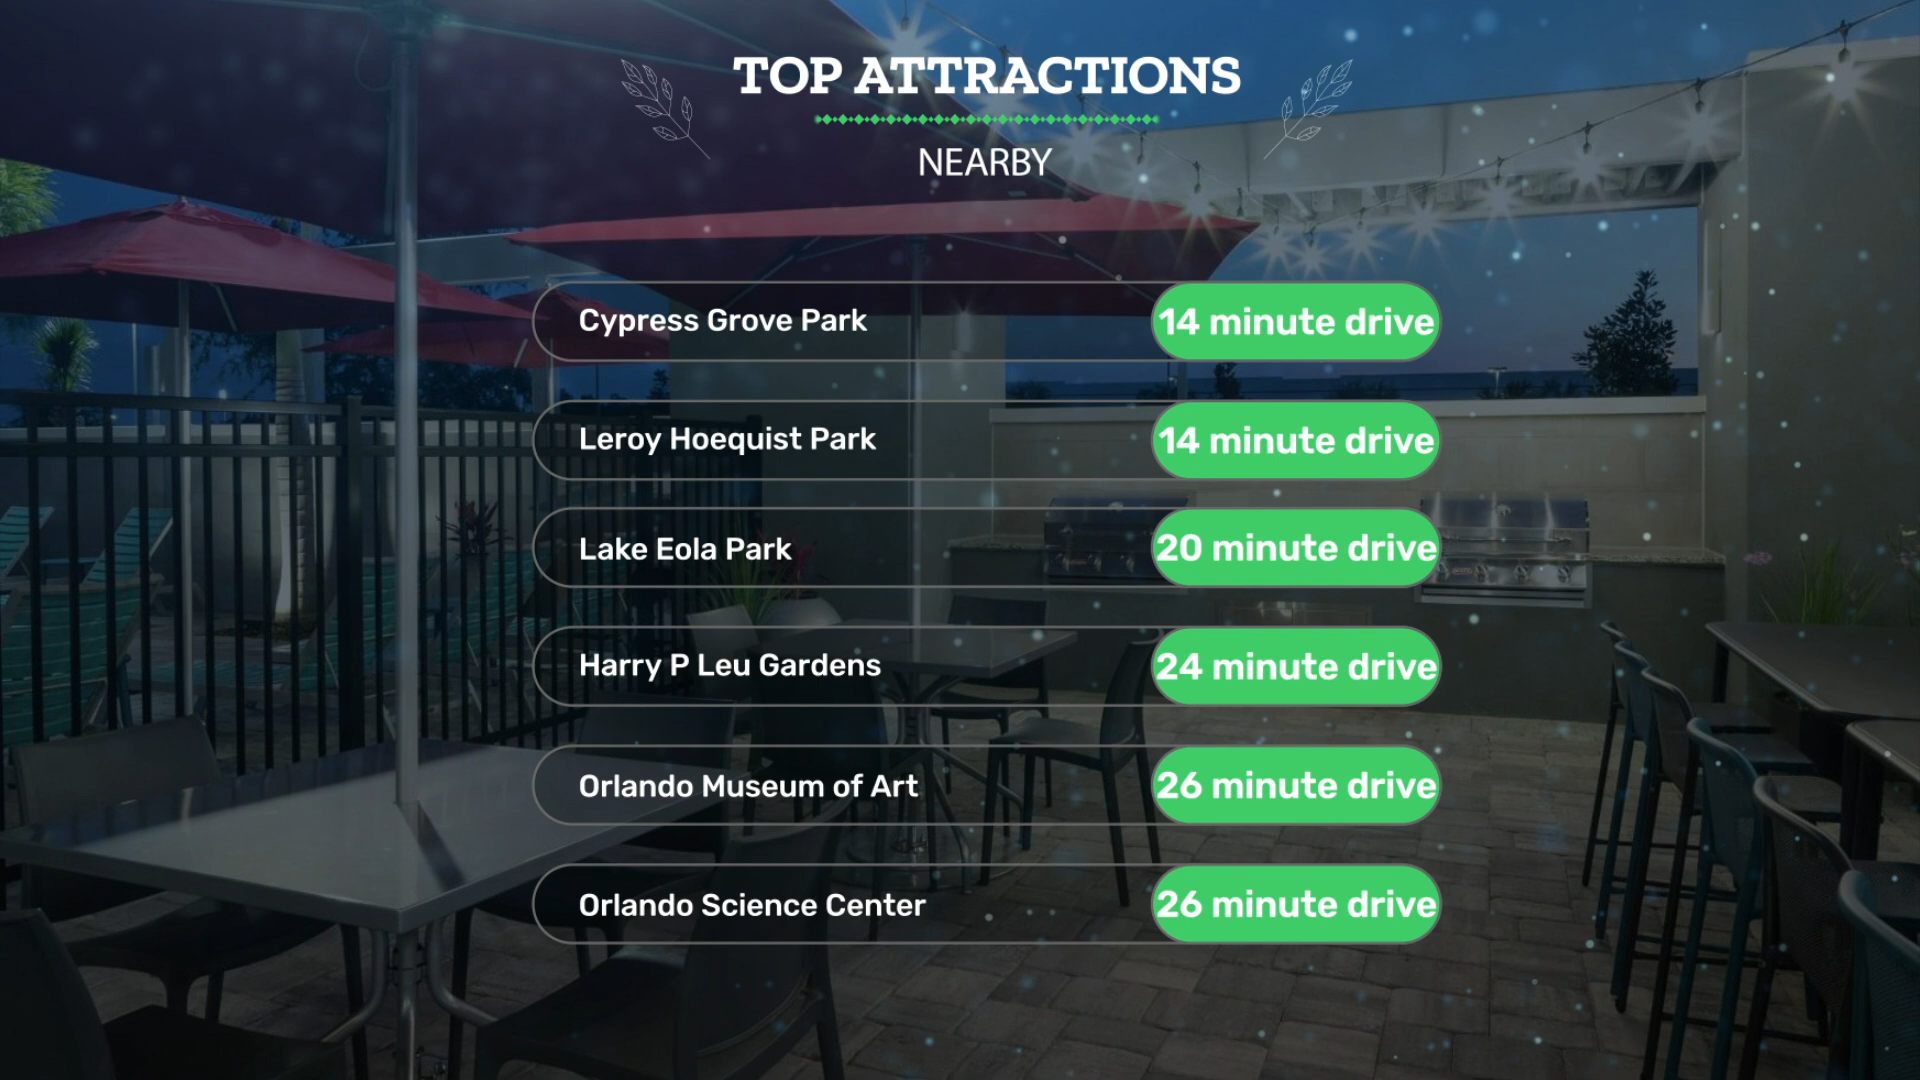 TOP ATTRACTIONS
NEARBY
Cypress Grove Park 14 minute drive
Leroy Hoequist Park 14 minute drive
Lake Eola Park 20 minute drive
Harry P Leu Gardens 24 minute drive
Orlando Museum of Art 26 minute drive
Orlando Science Center 26 minute drive